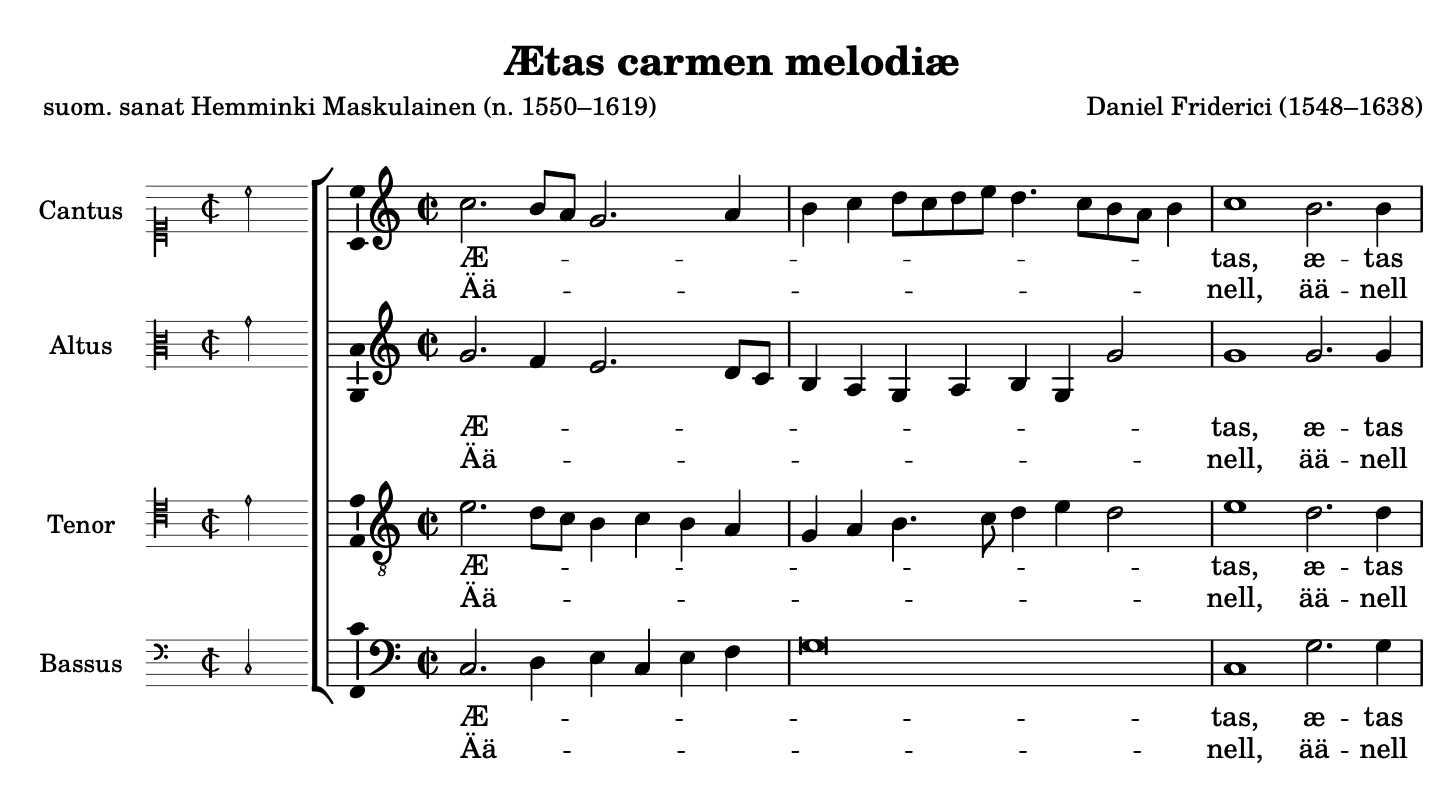 Ætas carmen melodiæ
suom. sanat Hemminki Maskulainen (n. 1550–1619)
Daniel Friderici (1548–1638)
Cantus
Æ - - - - - - tas, æ - tas
Ää - - - - - - nell, ää - nell
Altus
Æ - - - - - - tas, æ - tas
Ää - - - - - - nell, ää - nell
Tenor
8
Æ - - - - - - tas, æ - tas
Ää - - - - - - nell, ää - nell
Bassus
Æ - - - - - - tas, æ - tas
Ää - - - - - - nell, ää - nell